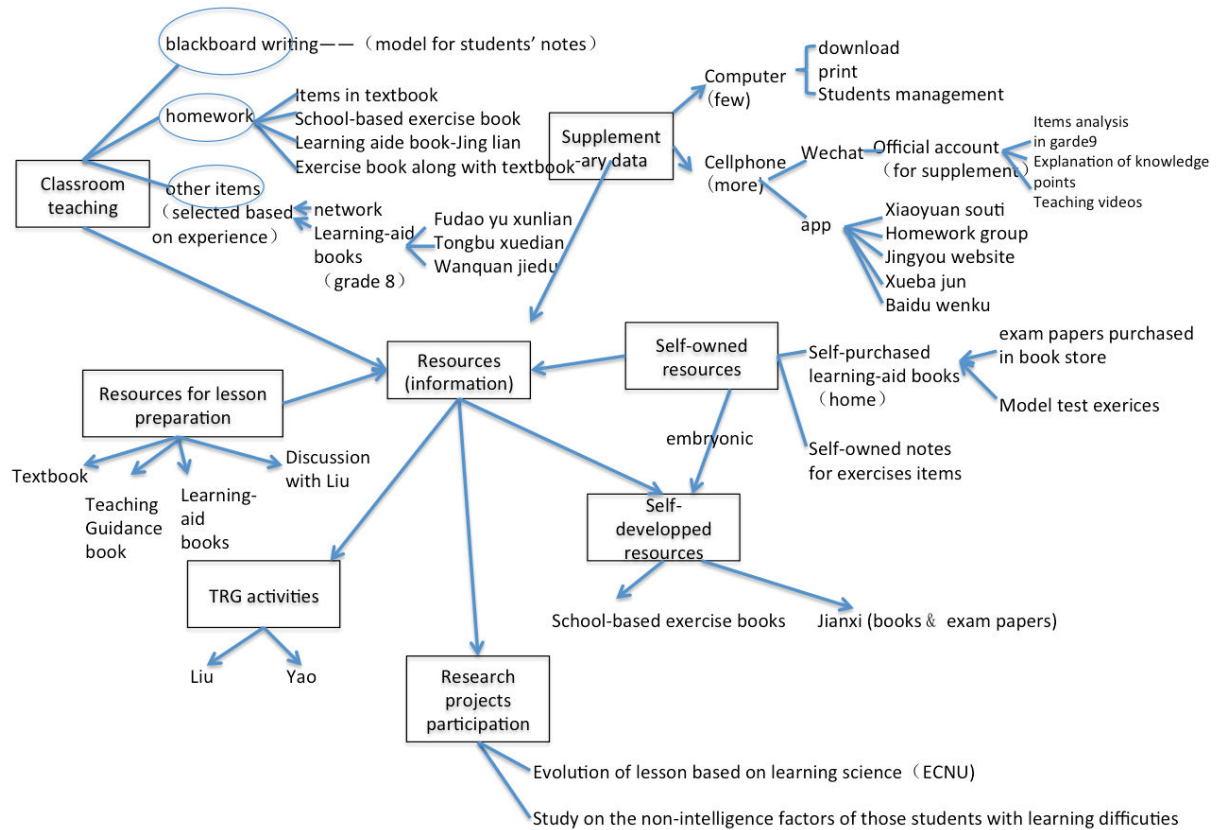 blackboard writing—— （model for students’ notes）
homework
Items in textbook
School-based exercise book
Learning aide book-Jing lian
Exercise book along with textbook
Classroom
teaching
other items
（selected based
on experience）
network
Learning-aid
books
（grade 8）
Fudao yu xunlian
Tongbu xuedian
Wanquan jiedu
Supplement
-ary data
Computer
（few)
download
print
Students management
Cellphone
（more)
Wechat
Official account
（for supplement）
Items analysis
in garde9
Explanation of knowledge
points
Teaching videos
app
Xiaoyuan souti
Homework group
Jingyou website
Xueba jun
Baidu wenku
Resources
(information)
Self-owned
resources
Self-purchased
learning-aid books
（home）
exam papers purchased
in book store
Model test exerices
Self-owned notes
for exercises items
embryonic
Resources for lesson
preparation
Textbook
Teaching
Guidance
book
Learning-
aid
books
Discussion
with Liu
Self-
developped
resources
School-based exercise books
Jianxi (books & exam papers)
TRG activities
Liu
Yao
Research
projects
participation
Evolution of lesson based on learning science（ECNU)
Study on the non-intelligence factors of those students with learning difficuties